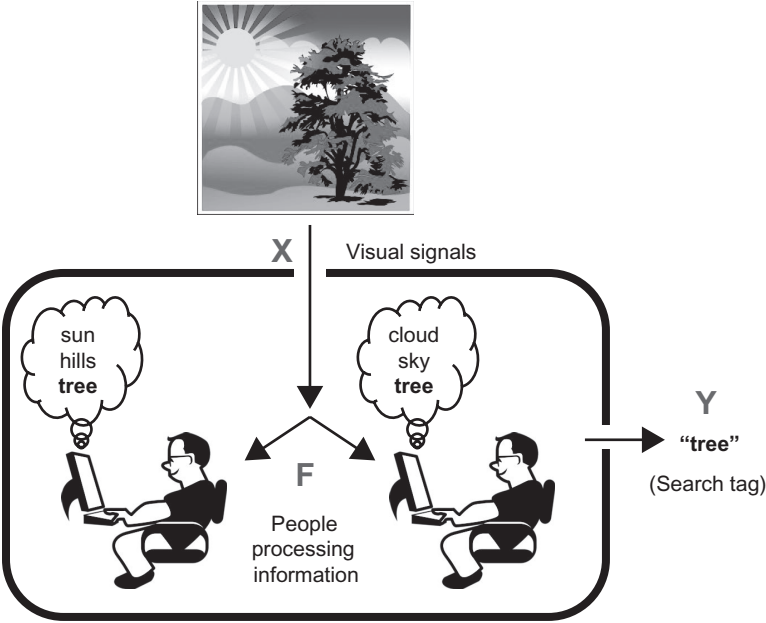 X
Visual signals
sun
hills
tree
cloud
sky
tree
F
People
processing
information
Y
“tree”
(Search tag)